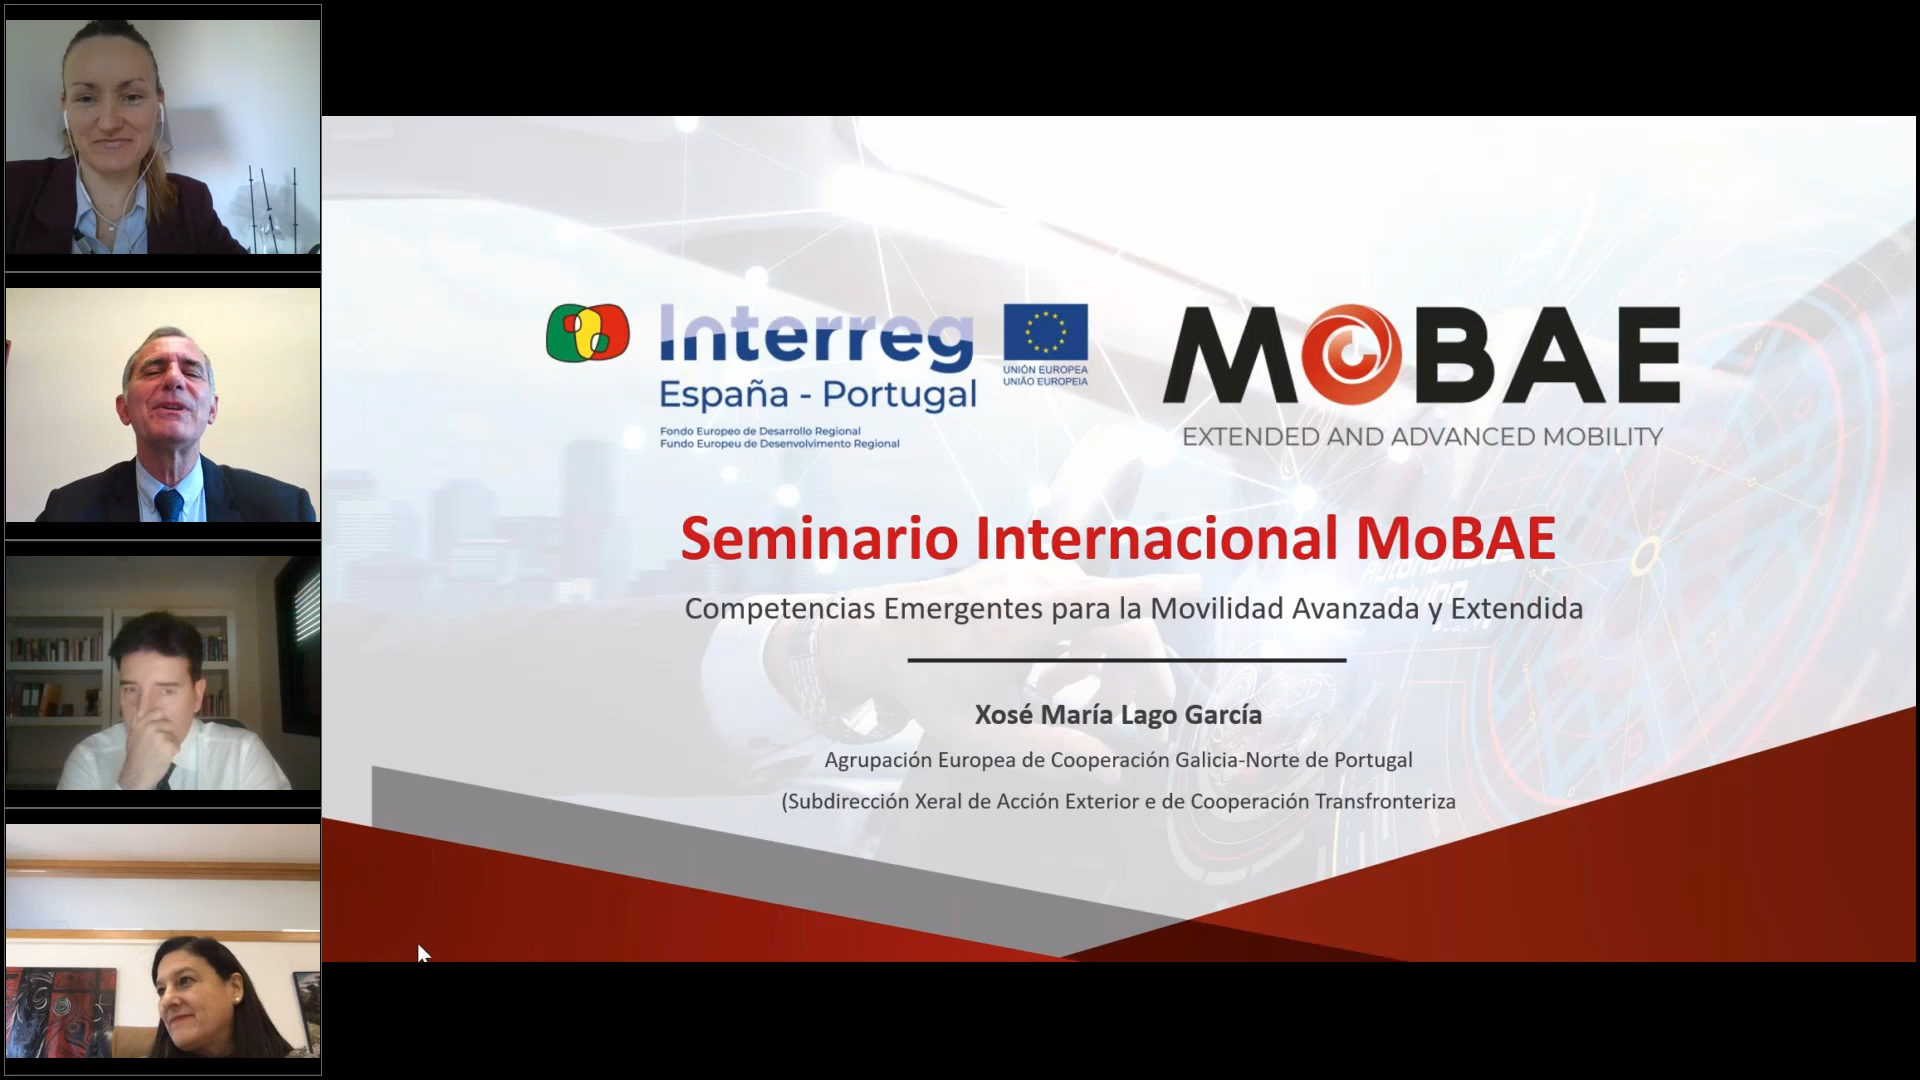 Interreg
España - Portugal
Fondo Europeo de Desarrollo Regional
Fundo Europeu de Desenvolvimento Regional
UNIÓN EUROPEA
UNIÃO EUROPEIA
MOBAE
EXTENDED AND ADVANCED MOBILITY
Seminario Internacional MoBAE
Competencias Emergentes para la Movilidad Avanzada y Extendida
Xosé María Lago García
Agrupación Europea de Cooperación Galicia-Norte de Portugal
(Subdirección Xeral de Acción Exterior e de Cooperación Transfronteriza